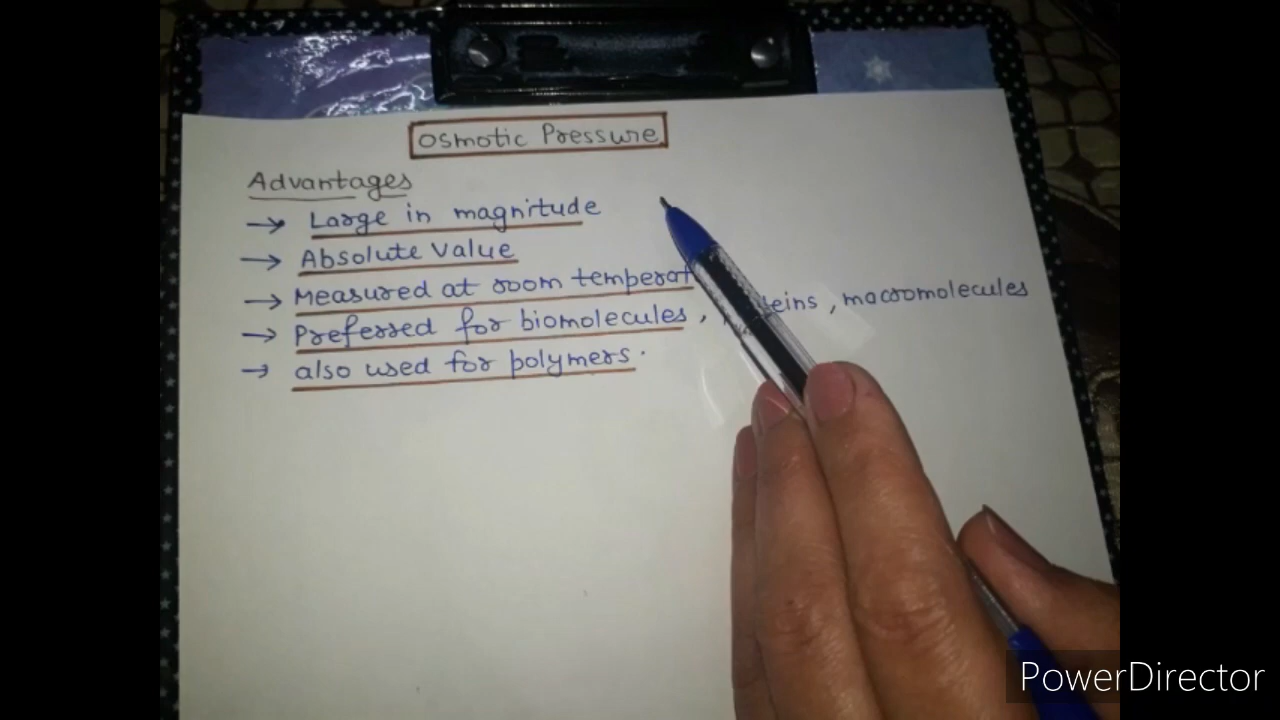 Osmotic Pressure
Advantages
→ Large in magnitude
→ Absolute Value
→ Measured at room temperat
→ Preferred for biomolecules, , macromolecules
→ also used for polymers.
PowerDirector